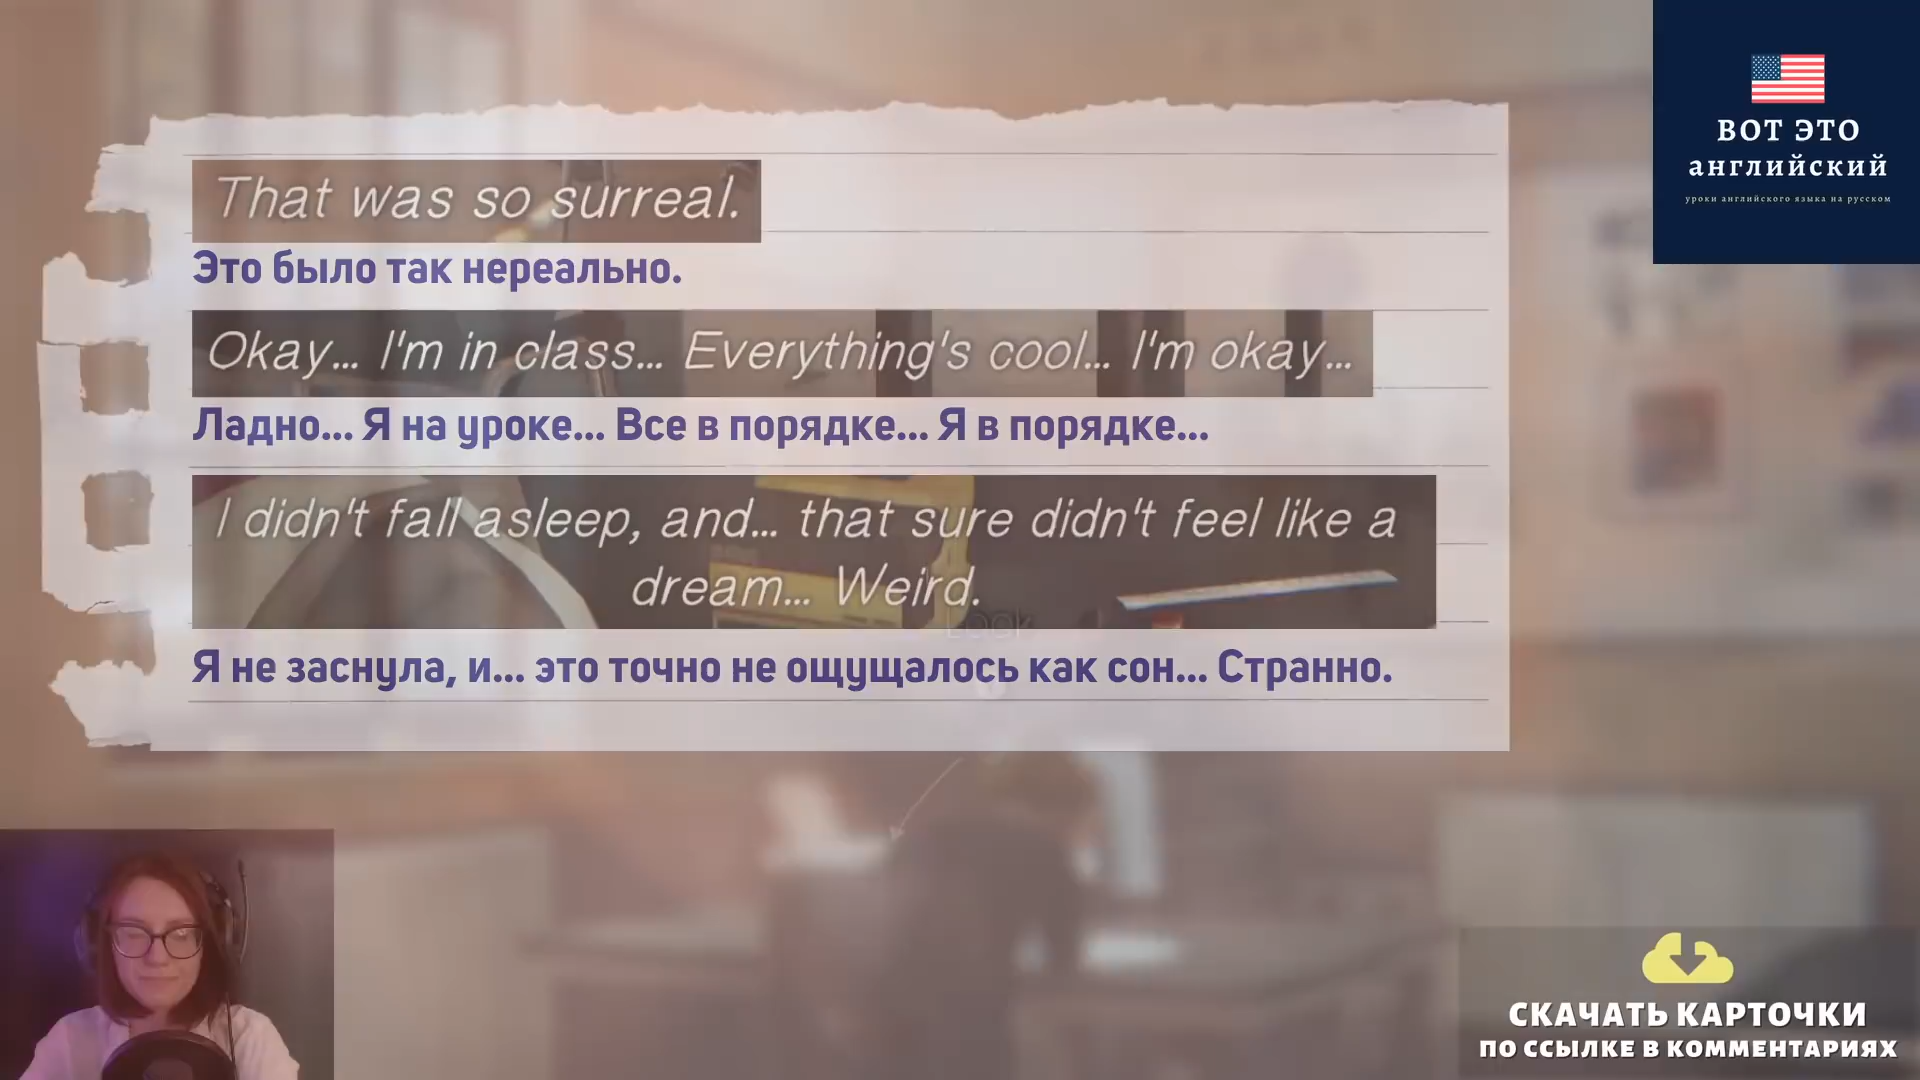 That was so surreal.
Это было так нереально.
Okay... I'm in class... Everything's cool... I'm okay...
Ладно... Я на уроке... Все в порядке... Я в порядке...
I didn't fall asleep, and... that sure didn't feel like a
dream... Weird.
Look
Я не заснула, и... это точно не ощущалось как сон... Странно.
ВОТ ЭТО
английский
уроки английского языка на русском
СКАЧАТЬ КАРТОЧКИ
ПО ССЫЛКЕ В КОММЕНТАРИЯХ